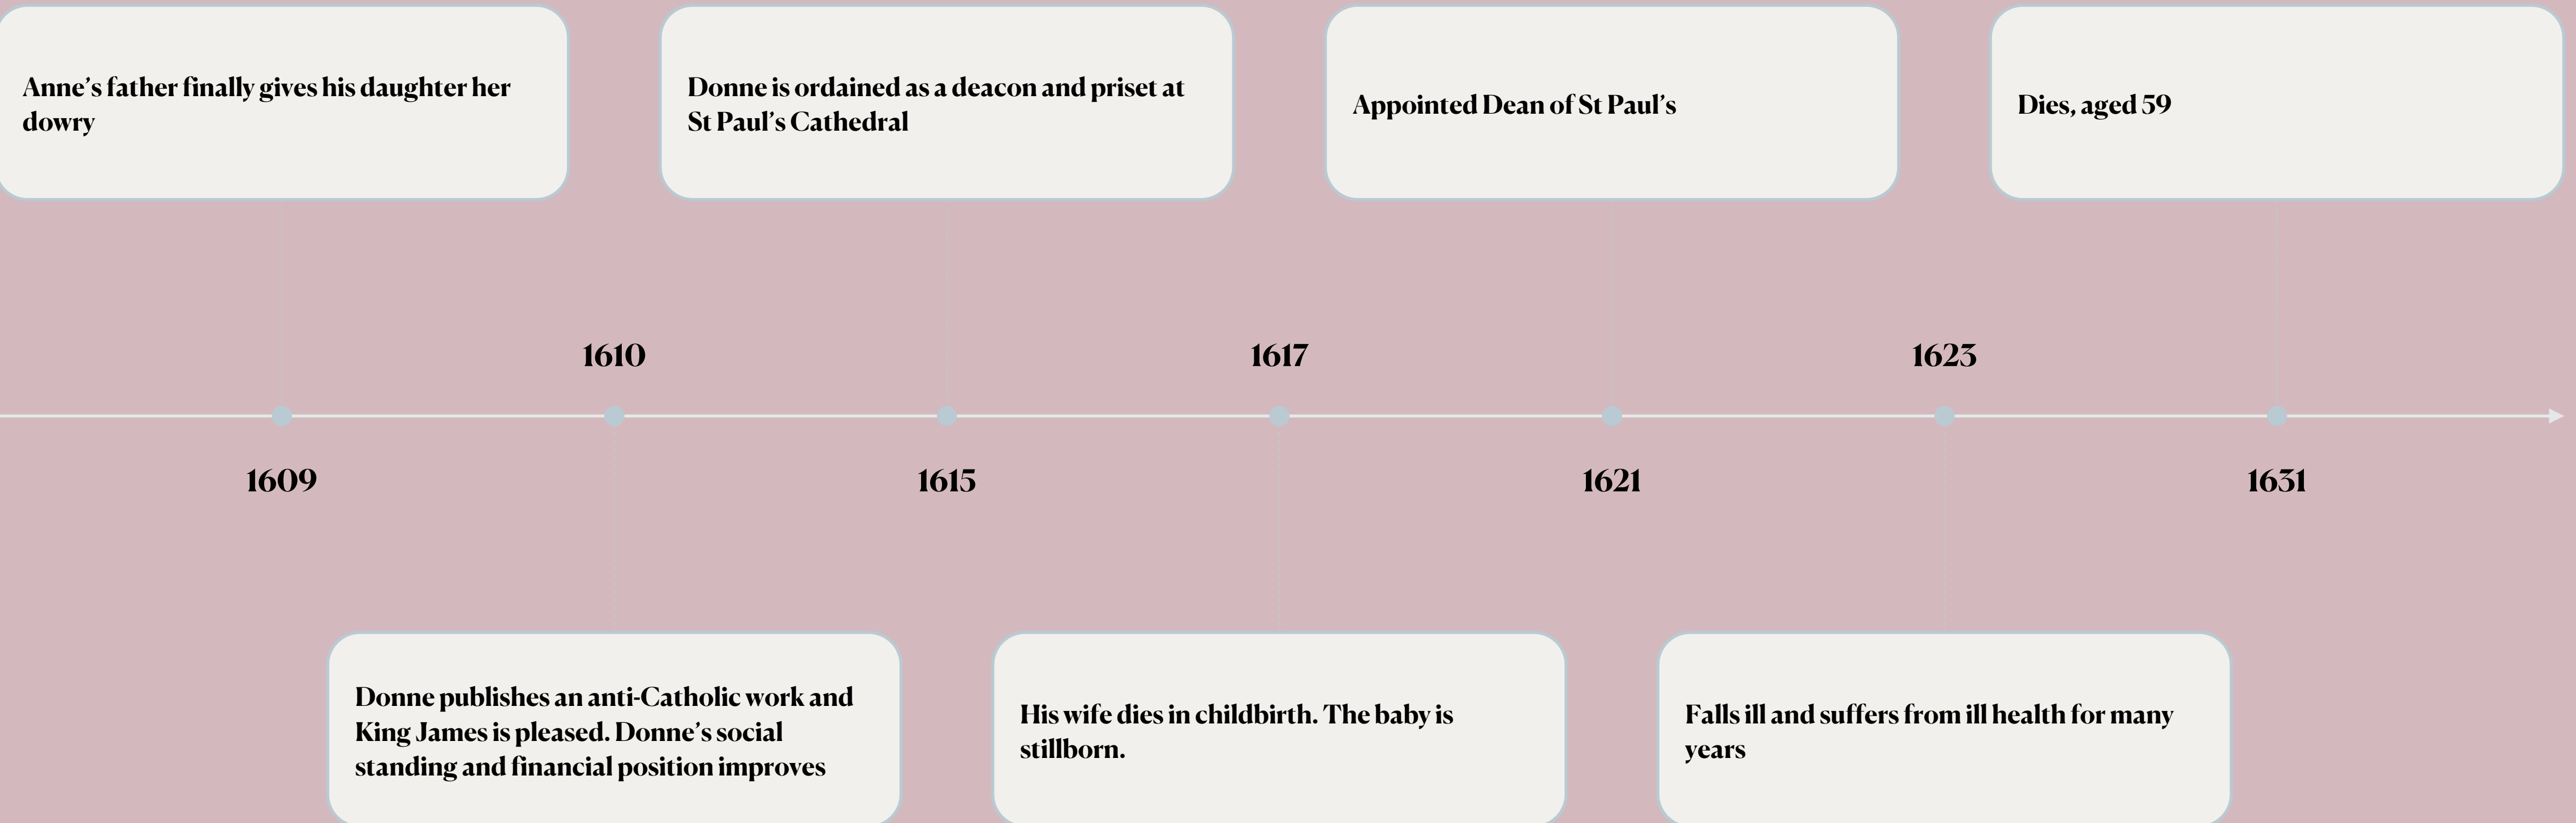 Anne’s father finally gives his daughter her
dowry
Donne is ordained as a deacon and priset at
St Paul’s Cathedral
Appointed Dean of St Paul’s
Dies, aged 59
1610
1617
1623
1609
1615
1621
1631
Donne publishes an anti-Catholic work and
King James is pleased. Donne’s social
standing and financial position improves
His wife dies in childbirth. The baby is
stillborn.
Falls ill and suffers from ill health for many
years